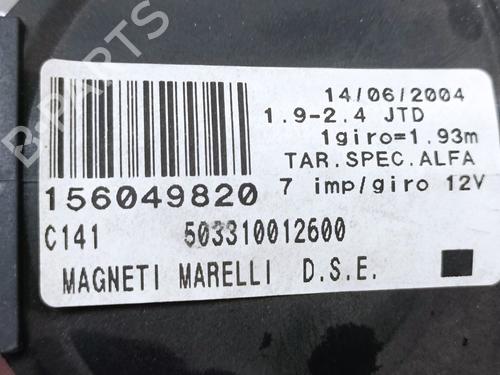 B-PARTS
14/06/2004
1.9-2.4 JTD
1giro=1.93m
TAR.SPEC.ALFA
156049820 7 imp/giro 12V
C141 503310012600
MAGNETI MARELLI D.S.E.